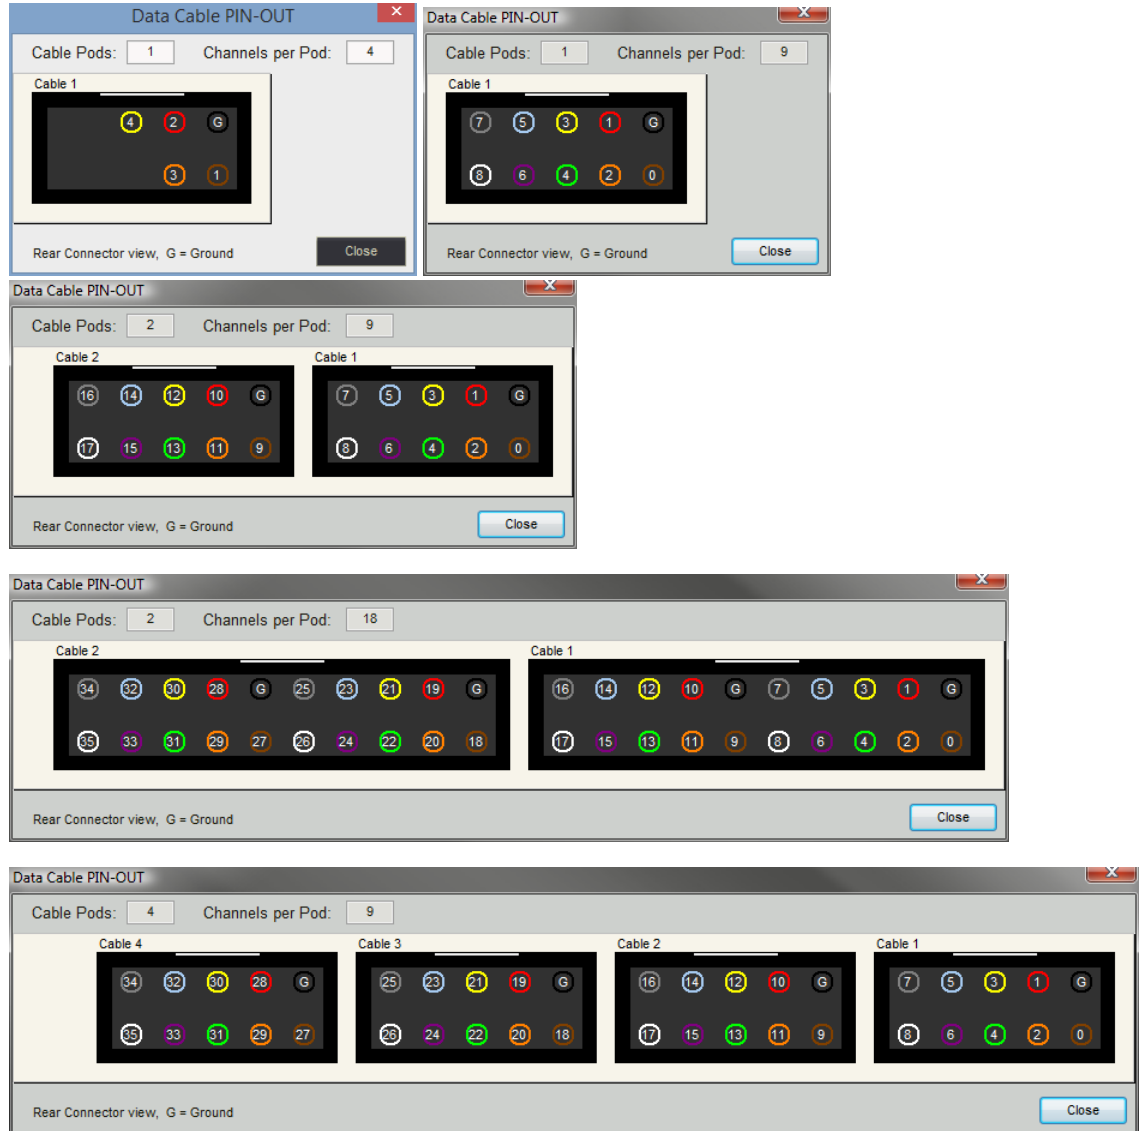 Data Cable PIN-OUT
x
Cable Pods: 1 Channels per Pod: 4
Cable 1
4 2 G
3 1
Rear Connector view, G = Ground
Close
Data Cable PIN-OUT
x
Cable Pods: 1 Channels per Pod: 9
Cable 1
7 5 3 1 G
8 6 4 2 0
Rear Connector view, G = Ground
Close
Data Cable PIN-OUT
x
Cable Pods: 2 Channels per Pod: 9
Cable 2 Cable 1
16 14 12 10 G 7 5 3 1 G
17 15 13 11 9 8 6 4 2 0
Rear Connector view, G = Ground
Close
Data Cable PIN-OUT
x
Cable Pods: 2 Channels per Pod: 18
Cable 2 Cable 1
34 32 30 28 G 25 23 21 19 G 16 14 12 10 G 7 5 3 1 G
35 33 31 29 27 26 24 22 20 18 17 15 13 11 9 8 6 4 2 0
Rear Connector view, G = Ground
Close
Data Cable PIN-OUT
x
Cable Pods: 4 Channels per Pod: 9
Cable 4 Cable 3 Cable 2 Cable 1
34 32 30 28 G 25 23 21 19 G 16 14 12 10 G 7 5 3 1 G
35 33 31 29 27 26 24 22 20 18 17 15 13 11 9 8 6 4 2 0
Rear Connector view, G = Ground
Close